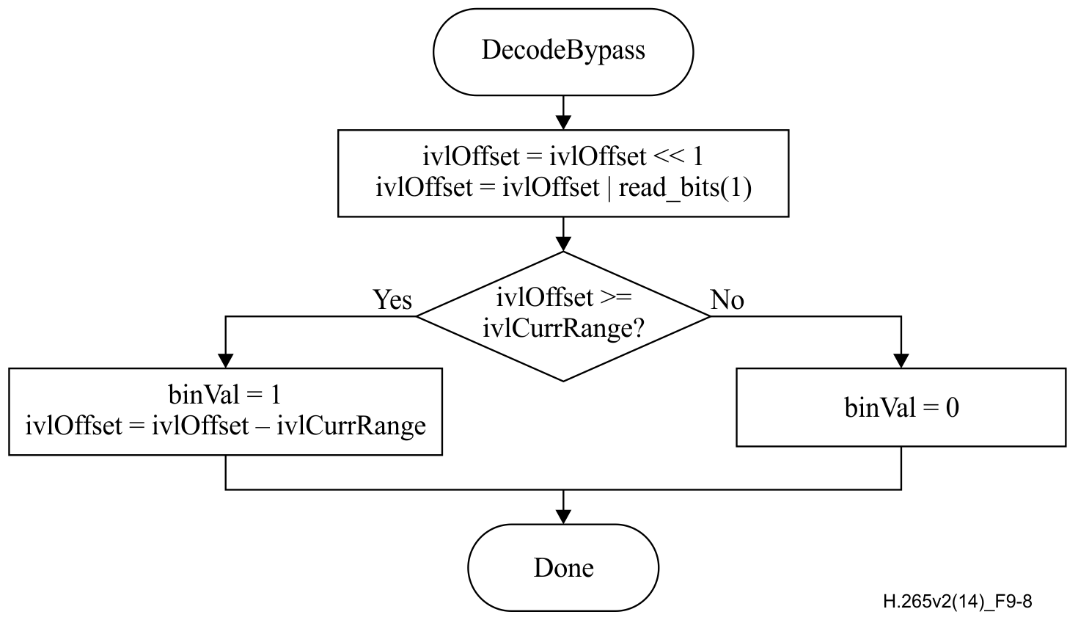 DecodeBypass
ivlOffset = ivlOffset << 1
ivlOffset = ivlOffset | read_bits(1)
ivlOffset >=
ivlCurrRange?
Yes
No
binVal = 1
ivlOffset = ivlOffset – ivlCurrRange
binVal = 0
Done
H.265v2(14)_F9-8